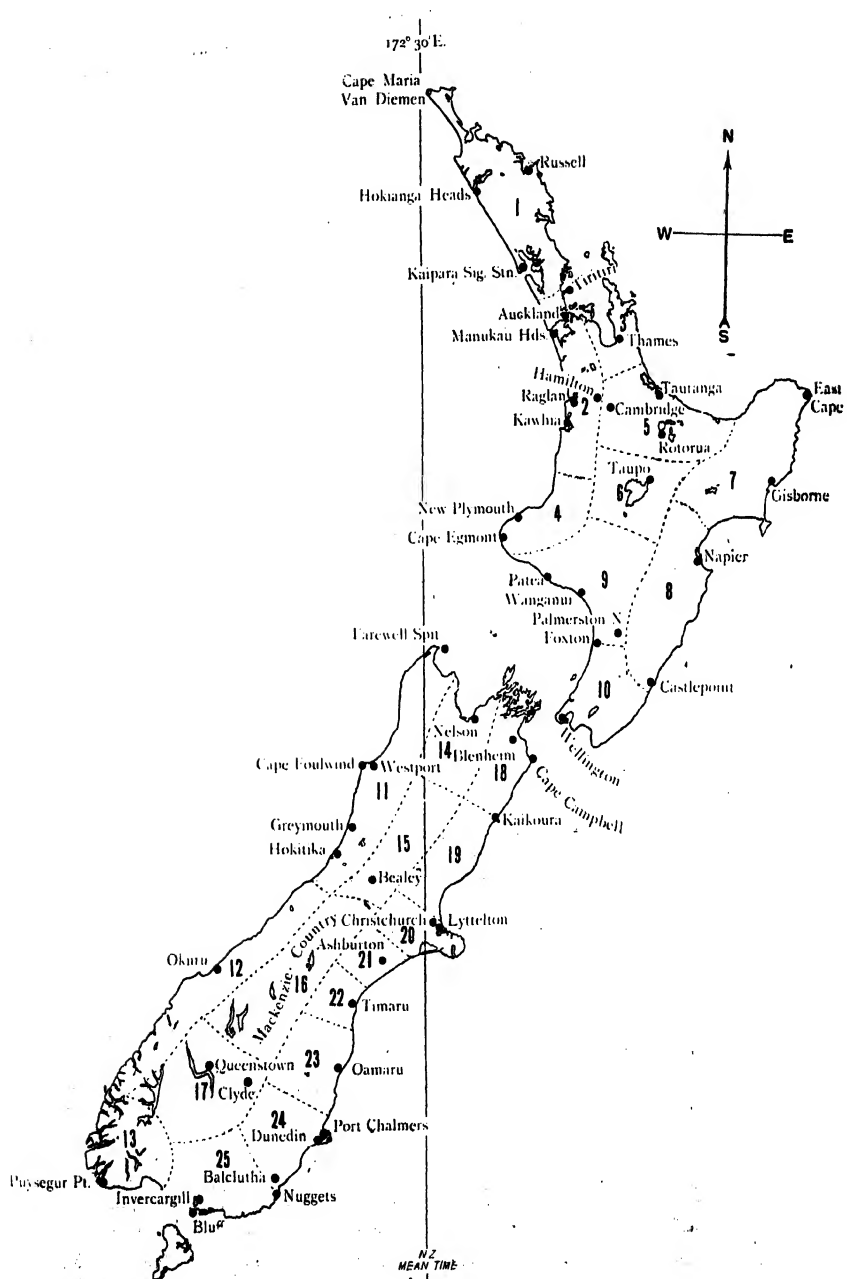 172° 30'E.
Cape Maria
Van Diemen
N
Russell
Hokianga Heads
1
W E
Kaipara Sig. Stn.
Tiritiri
Auckland
S
Manukau Hds.
3
Thames
Hamilton
Tauranga
East
Cape
Raglan
2
Cambridge
Kawhia
5
Rotorua
Taupo
7
6
Gisborne
New Plymouth
4
Cape Egmont
Napier
Patea
9
8
Wanganui
Palmerston N
Foxton
Farewell Spit
10
Castlepoint
Nelson
Wellington
14
Blenheim
Cape Foulwind
Westport
18
11
Cape Campbell
Greymouth
Kaikoura
Hokitika
15
19
Bealey
Christchurch
Lyttelton
20
Ashburton
21
Okuru
12
Mackenzie Country
16
22
Timaru
Queenstown
23
Oamaru
17
Clyde
24
Port Chalmers
Dunedin
13
25
Balclutha
Puysegur Pt.
Invercargill
Nuggets
Bluff
NZ
MEAN TIME